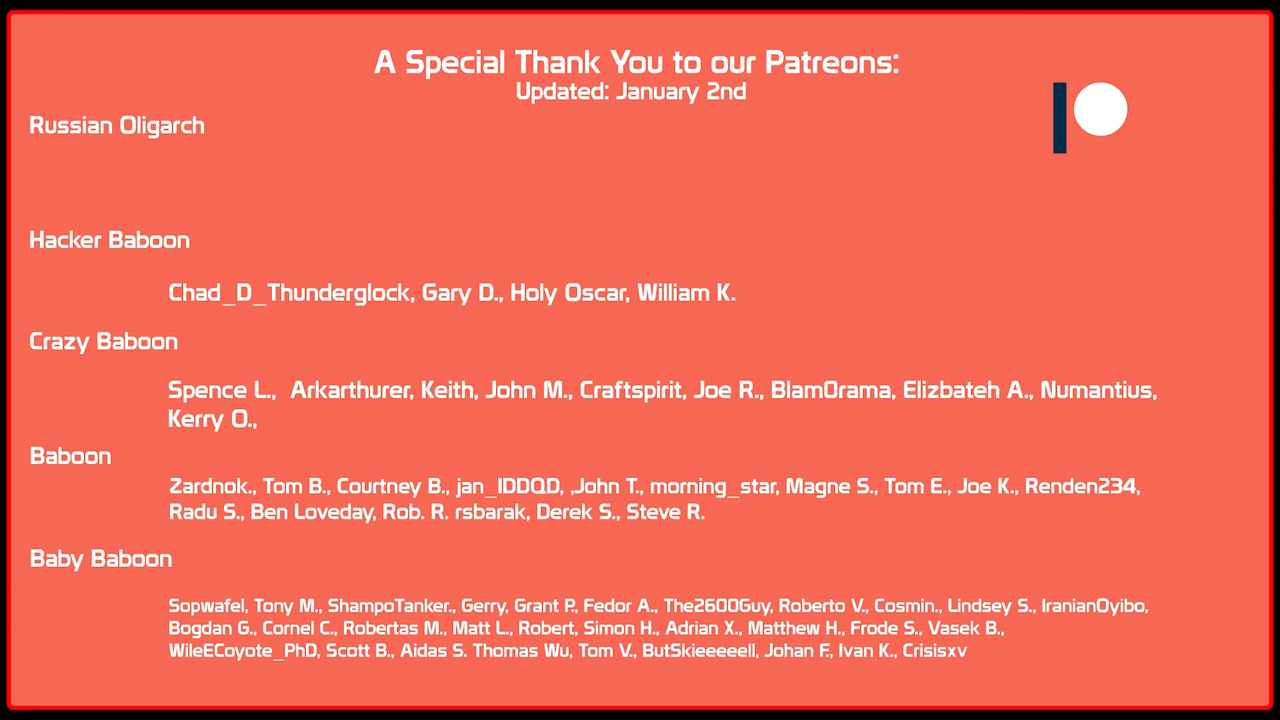 A Special Thank You to our Patreons:
Updated: January 2nd
Russian Oligarch
Hacker Baboon
Chad_D_Thunderglock, Gary D., Holy Oscar, William K.
Crazy Baboon
Spence L.,  Arkarthurer, Keith, John M., Craftspirit, Joe R., Blam0rama, Elizbateh A., Numantius,
Kerry O.,
Baboon
Zardnok., Tom B., Courtney B., jan_IDDQD, ,John T., morning_star, Magne S., Tom E., Joe K., Renden234,
Radu S., Ben Loveday, Rob. R. rsbarak, Derek S., Steve R.
Baby Baboon
Sopwafel, Tony M., ShampoTanker., Gerry, Grant P., Fedor A., The2600Guy, Roberto V., Cosmin., Lindsey S., IranianOyibo,
Bogdan G., Cornel C., Robertas M., Matt L., Robert, Simon H., Adrian X., Matthew H., Frode S., Vasek B.,
WileECoyote_PhD, Scott B., Aidas S. Thomas Wu, Tom V., ButSkieeeeell, Johan F., Ivan K., Crisisxv